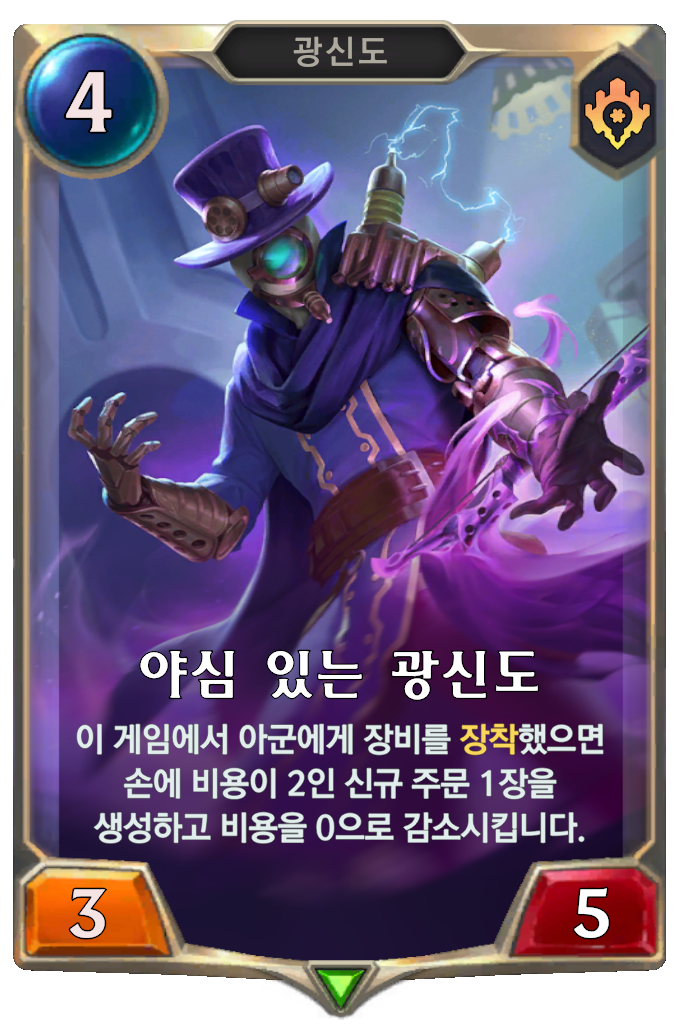 광신도
4
야심 있는 광신도
이 게임에서 아군에게 장비를 장착했으면
손에 비용이 2인 신규 주문 1장을
생성하고 비용을 0으로 감소시킵니다.
3
5